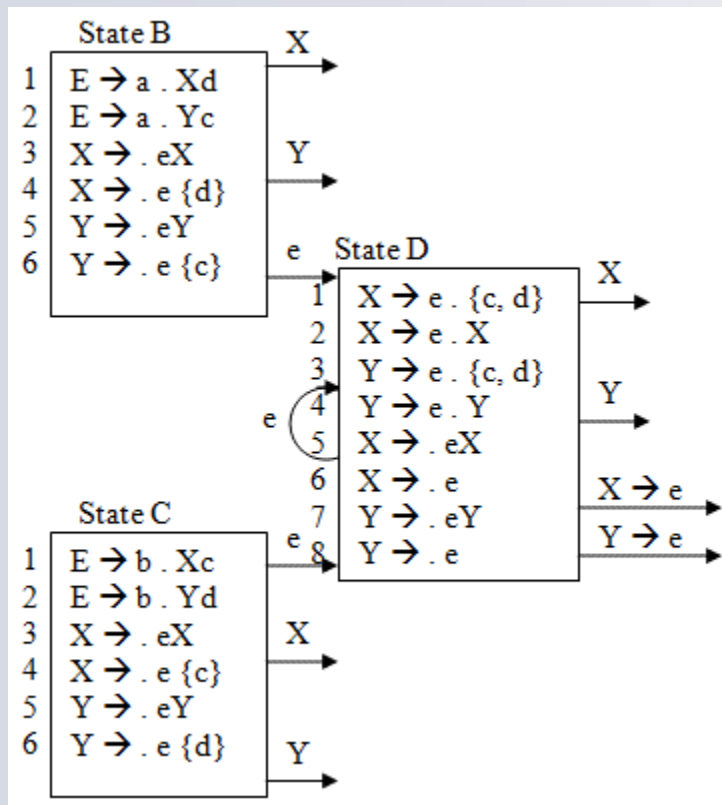 State B
X
1 E → a . Xd
2 E → a . Yc
3 X → . eX
Y
4 X → . e {d}
5 Y → . eY
6 Y → . e {c}
e
State D
X
1 X → e . {c, d}
2 X → e . X
3 Y → e . {c, d}
4 Y → e . Y
Y
e
5 X → . eX
6 X → . e
X → e
7 Y → . eY
Y → e
8 Y → . e
State C
e
1 E → b . Xc
2 E → b . Yd
3 X → . eX
X
4 X → . e {c}
5 Y → . eY
6 Y → . e {d}
Y